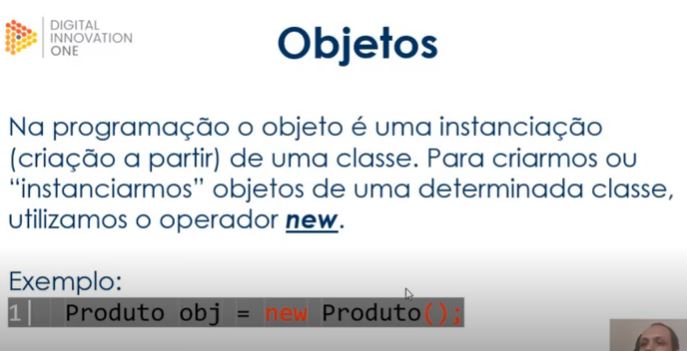 DIGITAL
INNOVATION
ONE
Objetos
Na programação o objeto é uma instanciação
(criação a partir) de uma classe. Para criarmos ou
“instanciarmos” objetos de uma determinada classe,
utilizamos o operador new.
Exemplo:
1| Produto obj = new Produto();